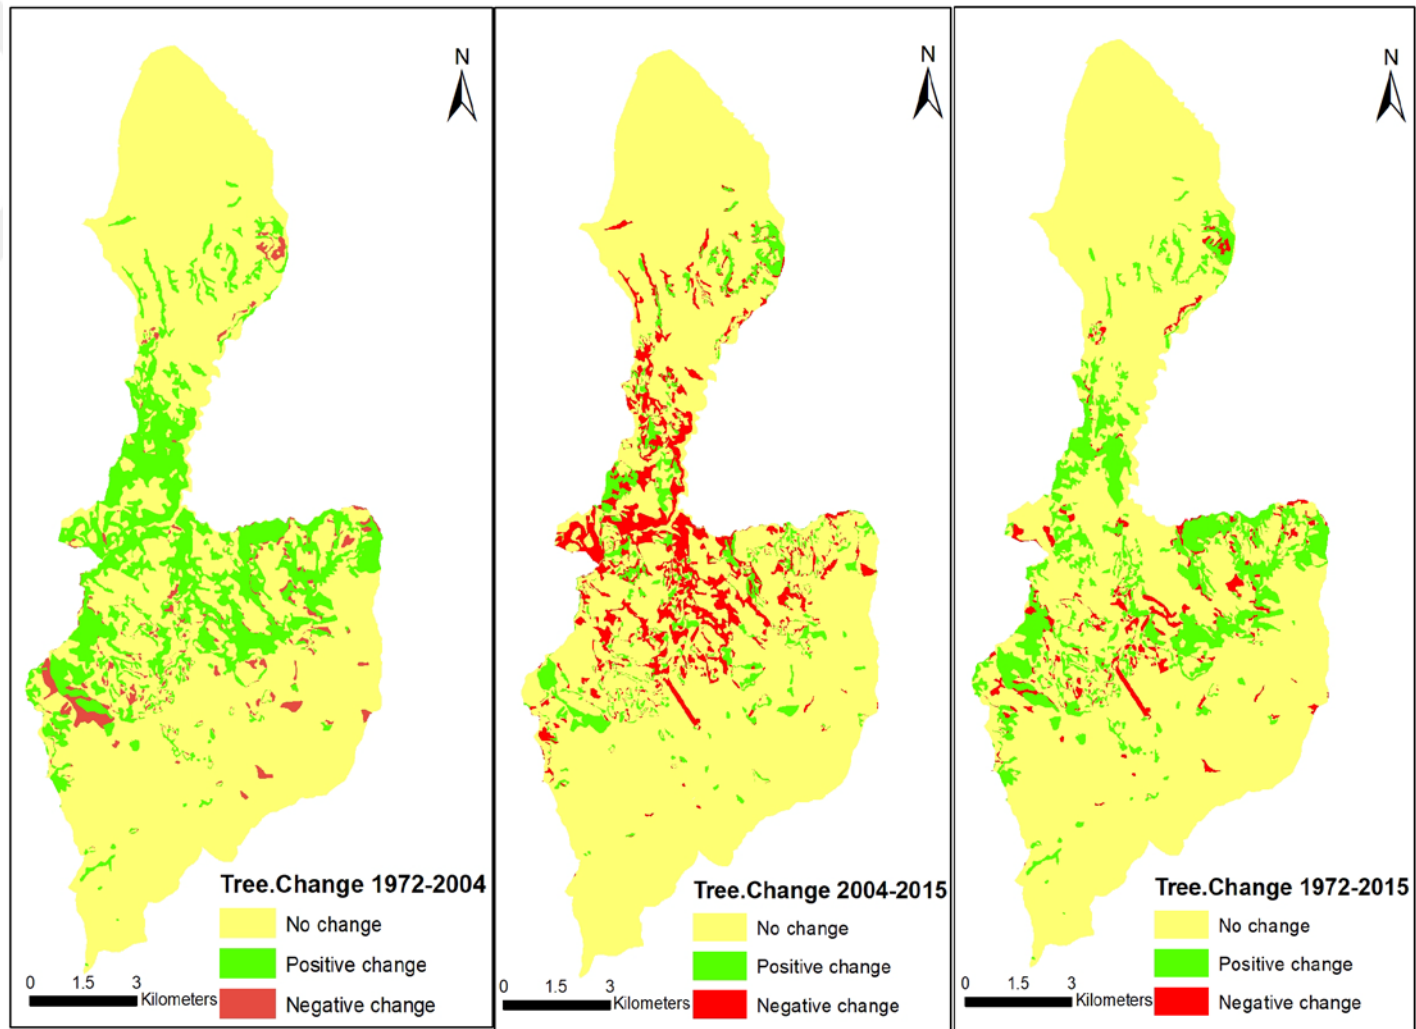 N
Tree.Change 1972-2004
No change
Positive change
Negative change
0 1.5 3
Kilometers
N
Tree.Change 2004-2015
No change
Positive change
Negative change
0 1.5 3
Kilometers
N
Tree.Change 1972-2015
No change
Positive change
Negative change
0 1.5 3
Kilometers